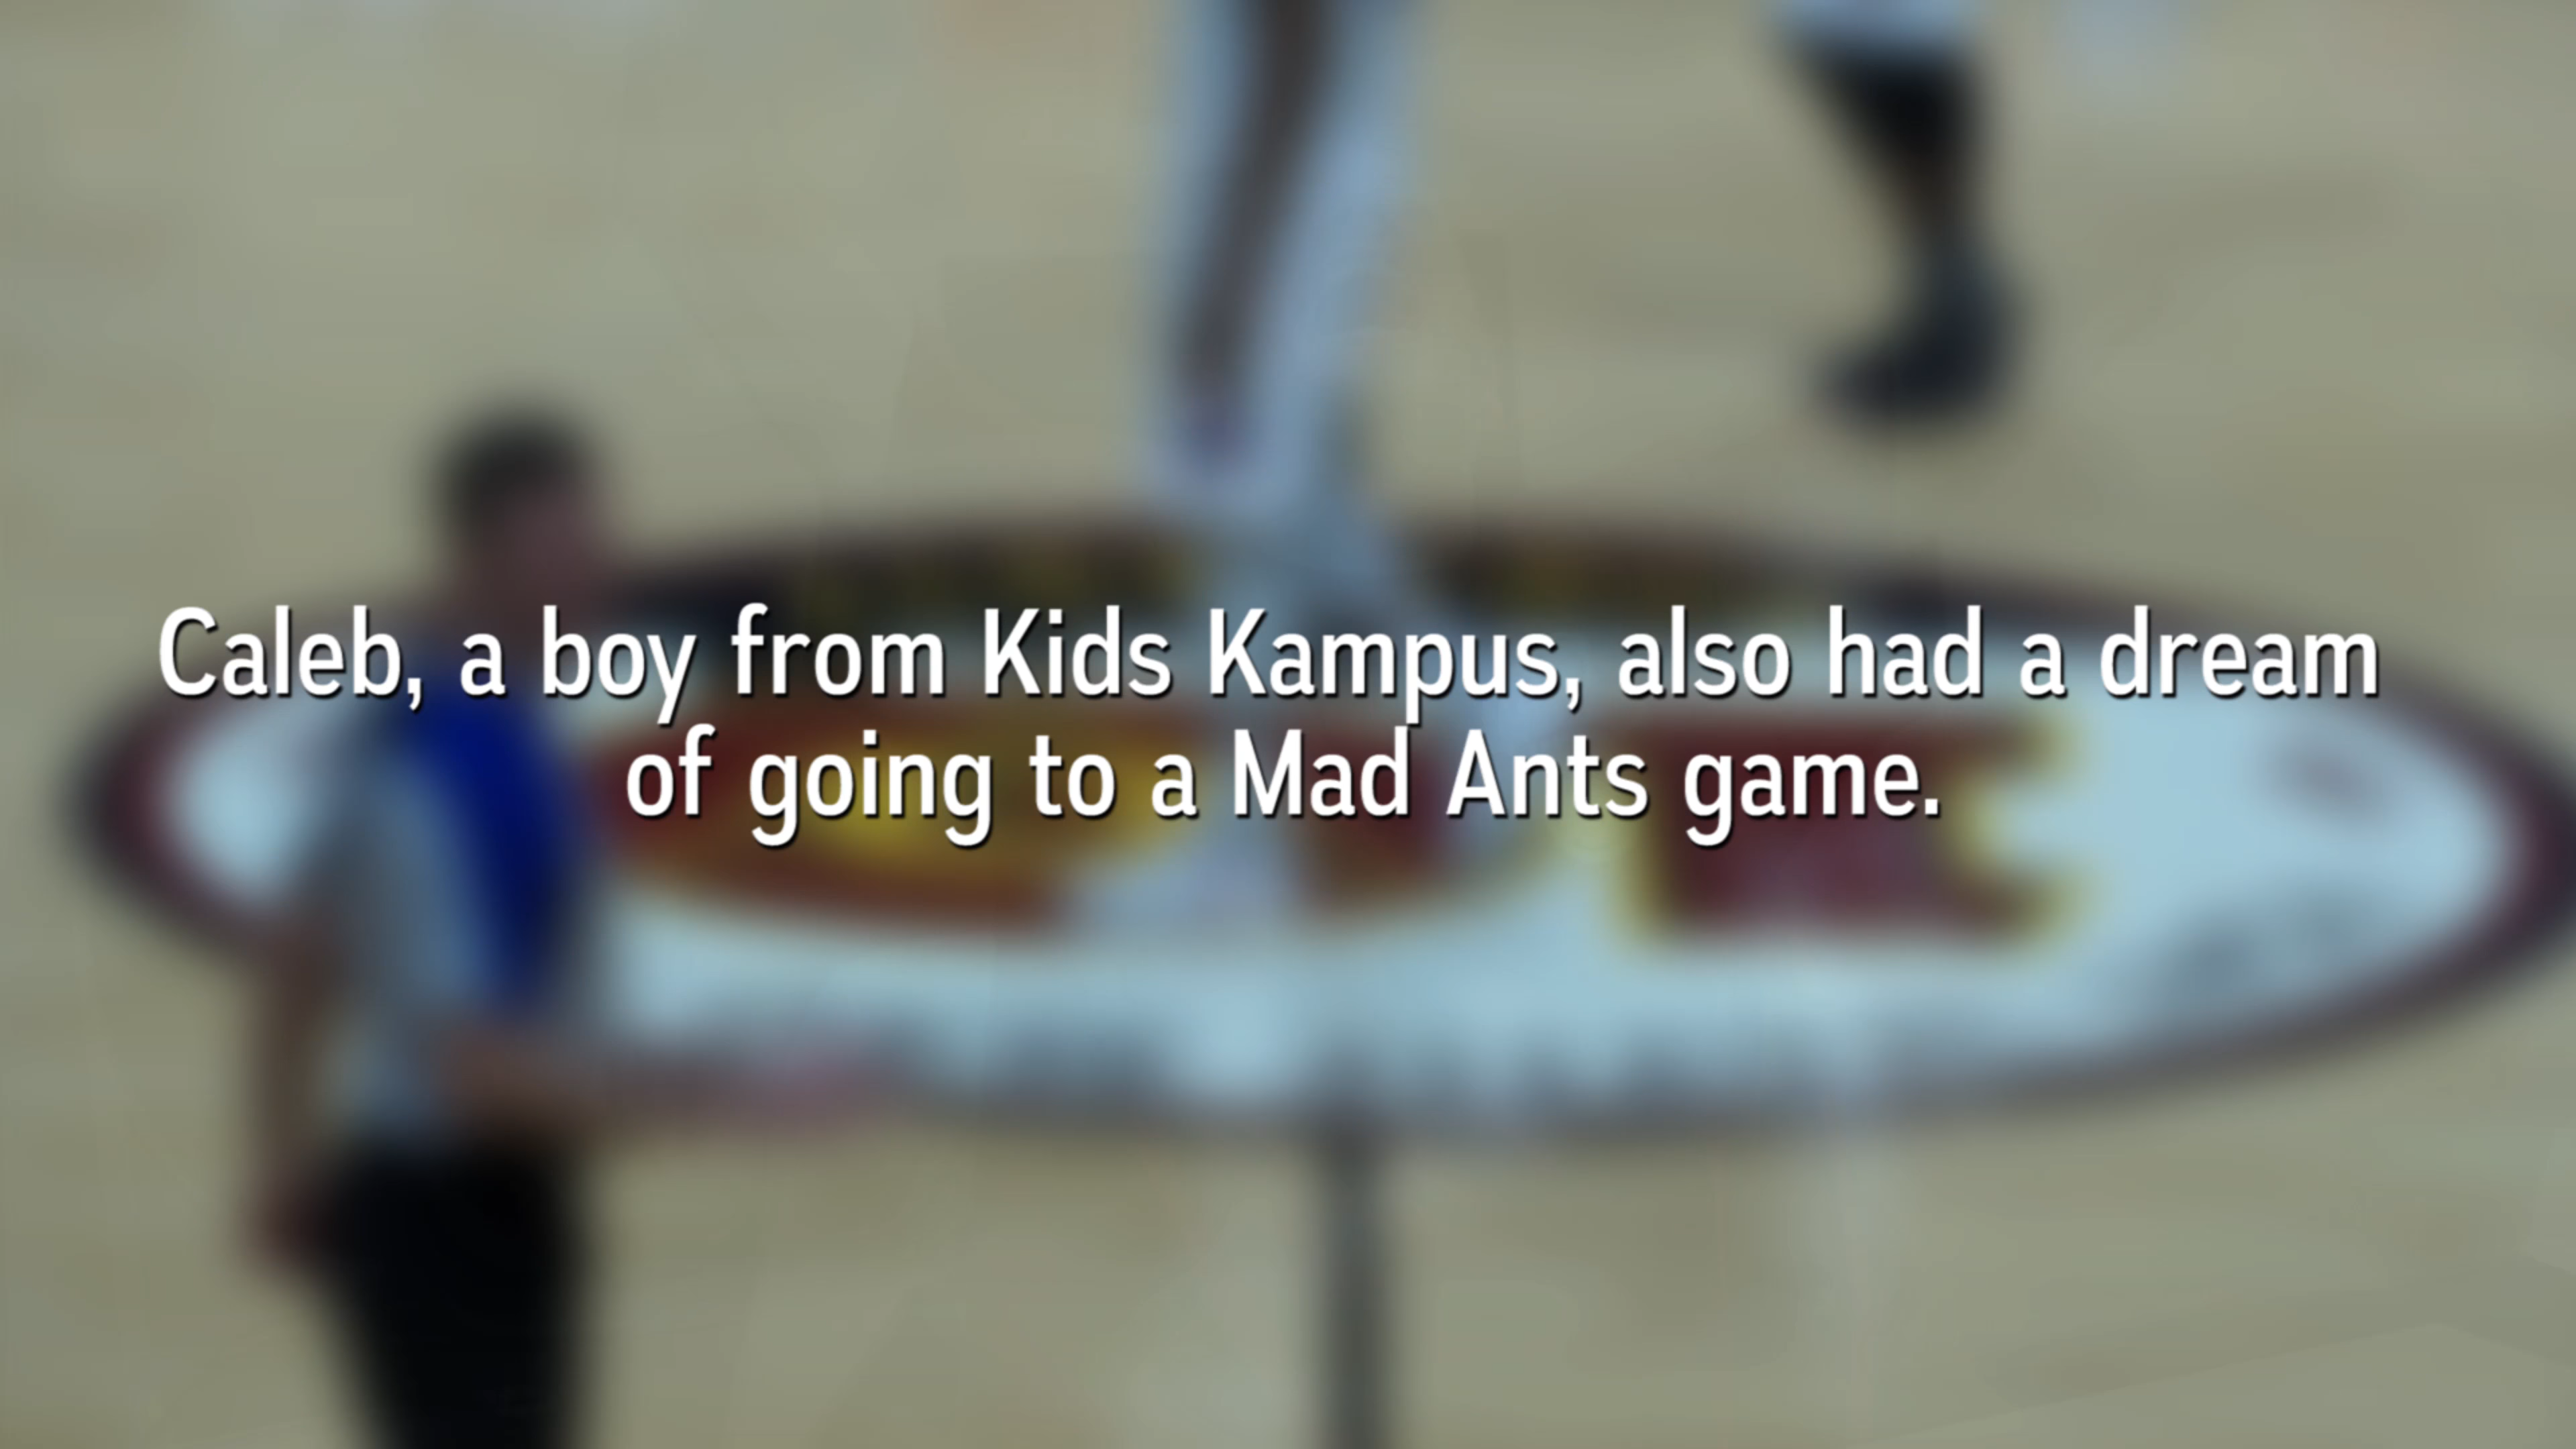 Caleb, a boy from Kids Kampus, also had a dream
of going to a Mad Ants game.